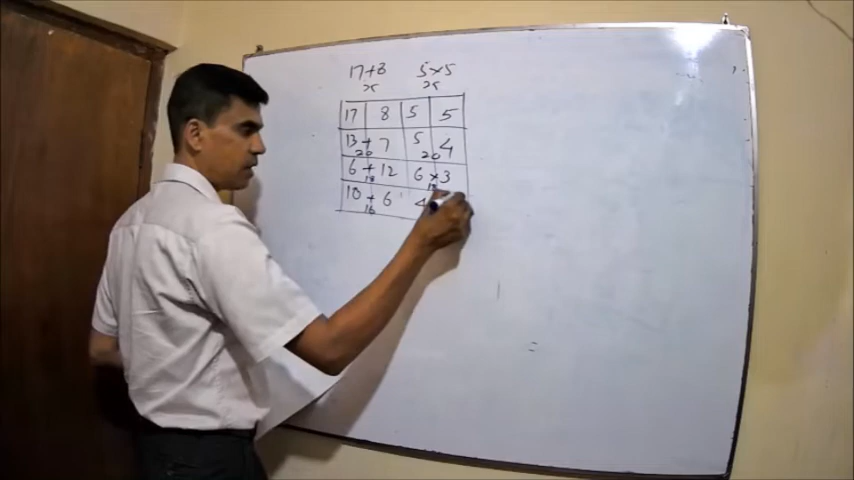 17+8 5×5
25 25
17 8 5 5
13 + 7 5 4
20 20
6 + 12 6 × 3
18 18
10 + 6 4
16
=